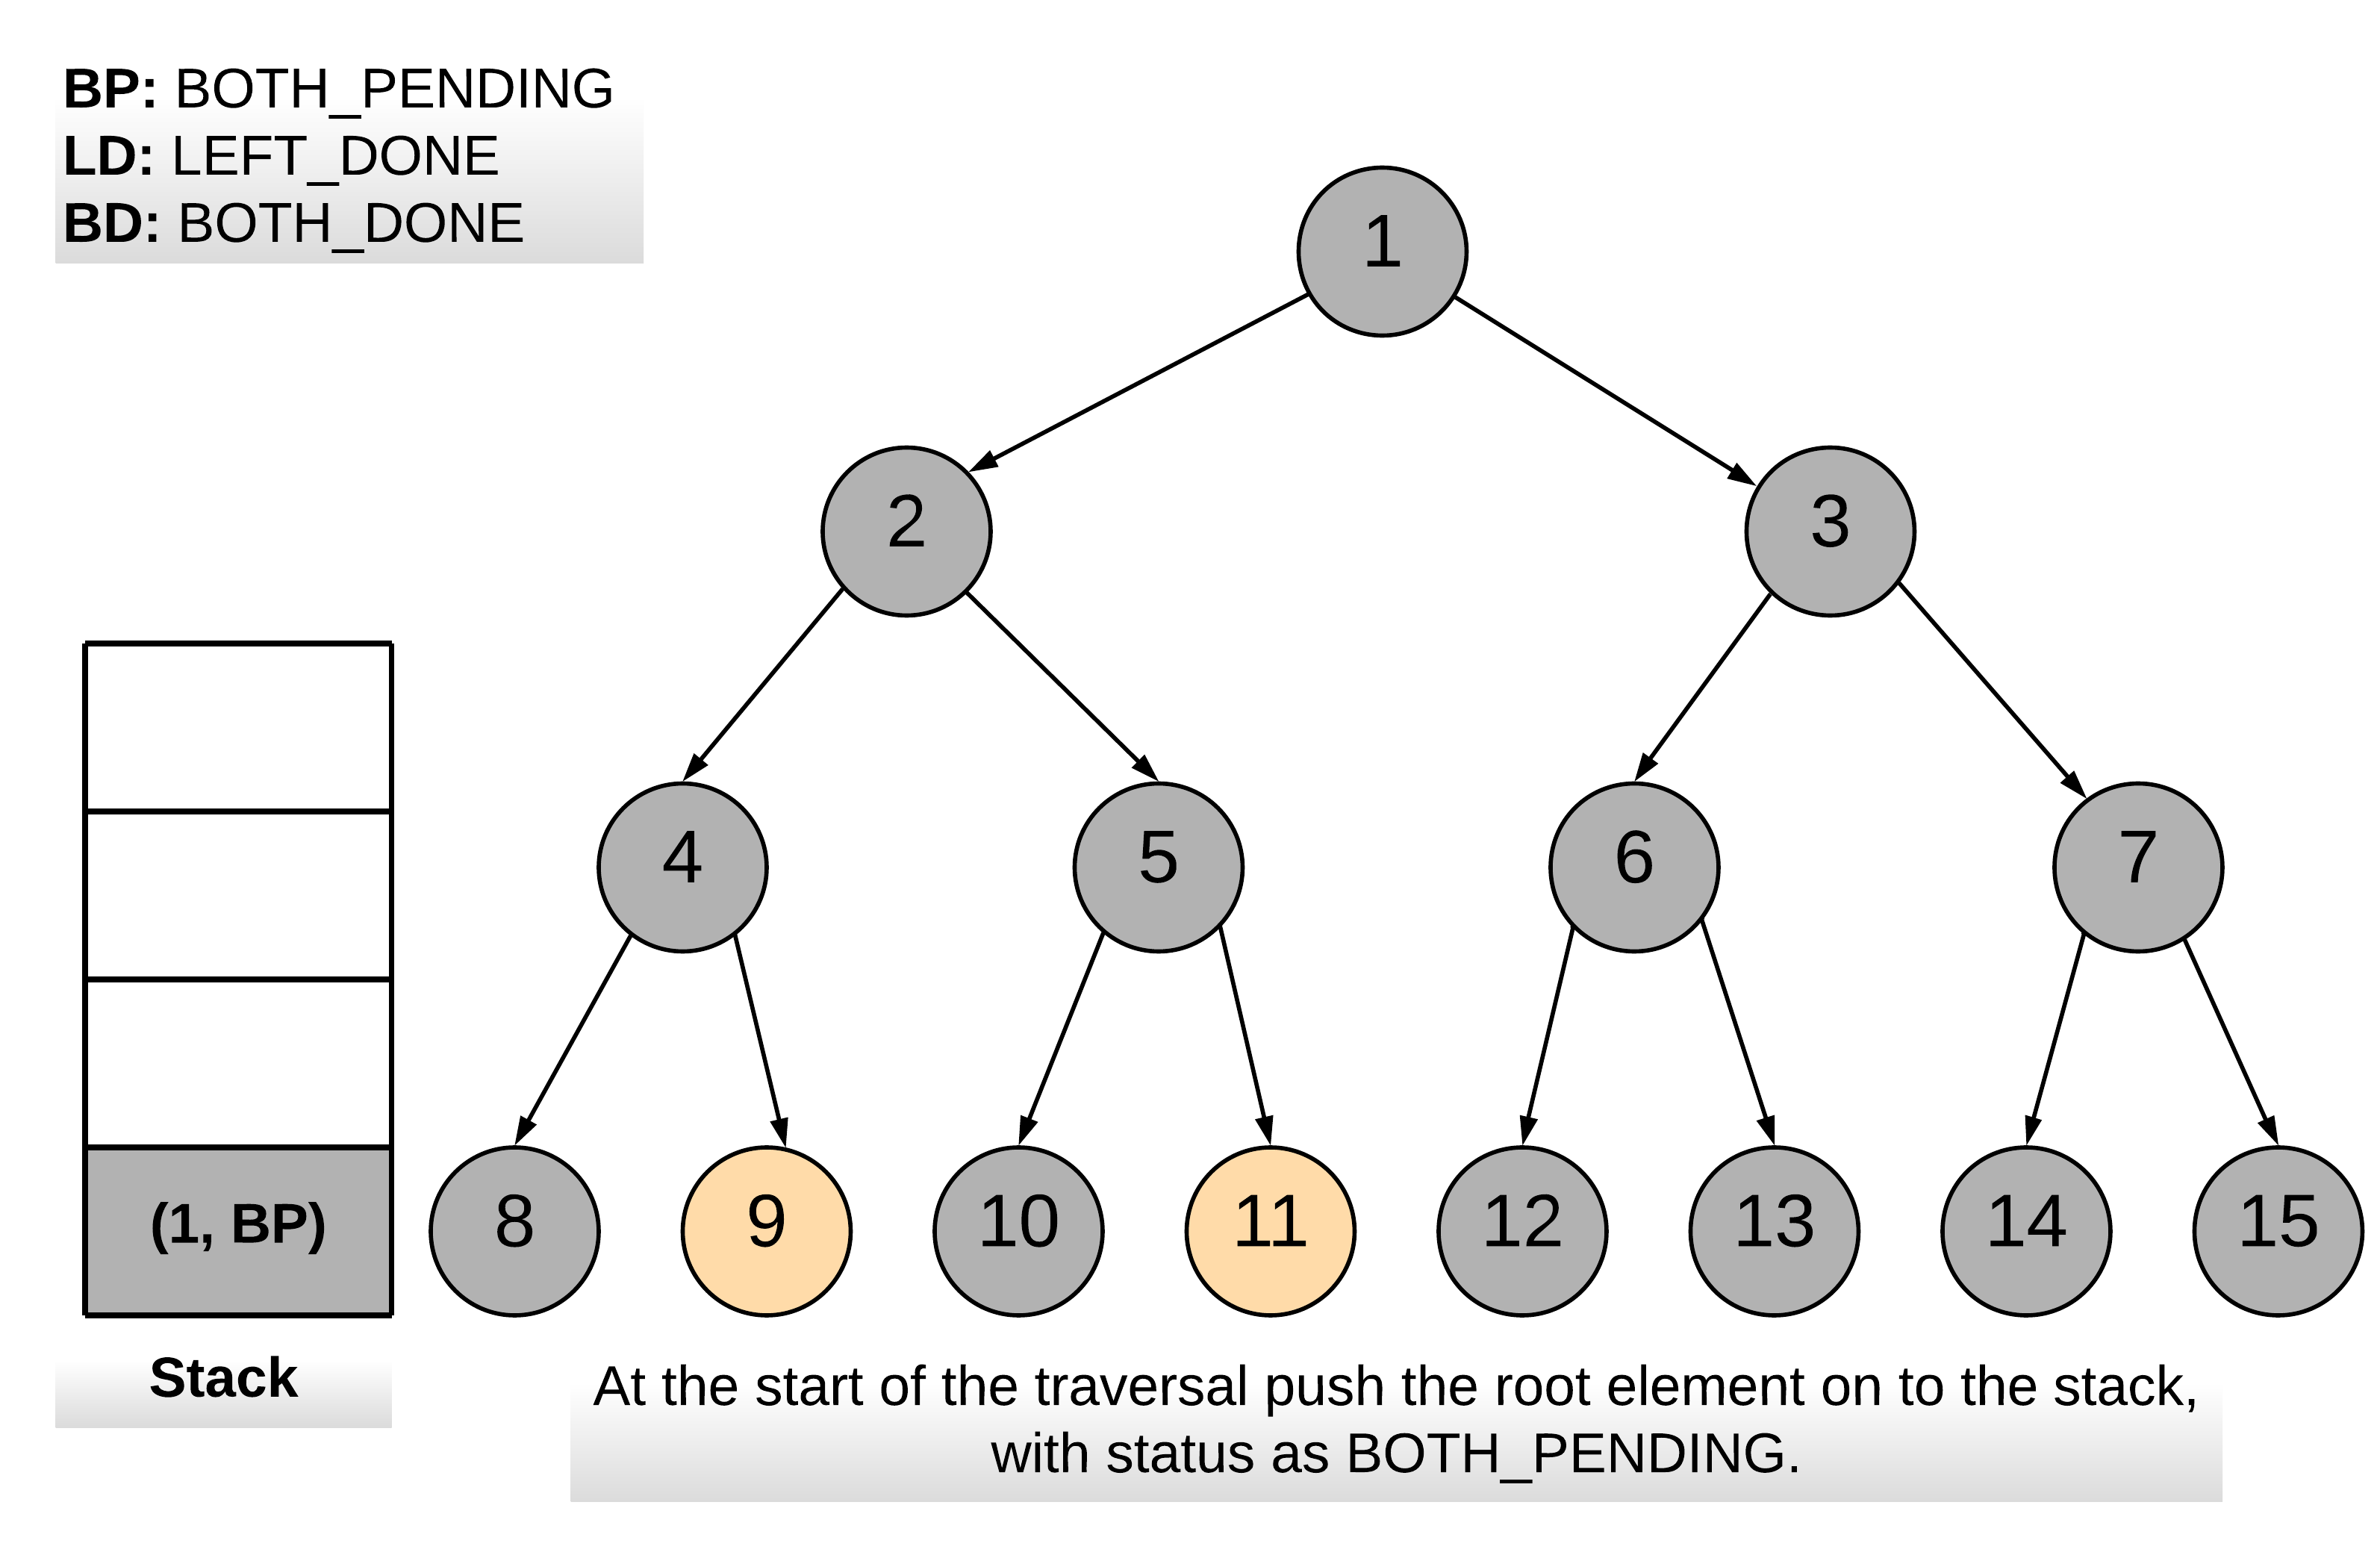 BP: BOTH_PENDING
LD: LEFT_DONE
BD: BOTH_DONE
1
2
3
4
5
6
7
(1, BP)
8
9
10
11
12
13
14
15
Stack
At the start of the traversal push the root element on to the stack,
with status as BOTH_PENDING.